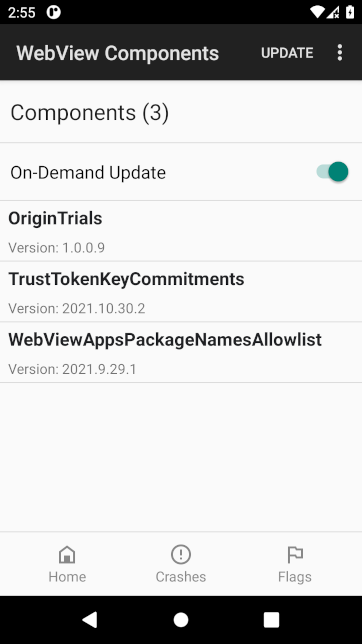 2:55
WebView Components
UPDATE
Components (3)
On-Demand Update
OriginTrials
Version: 1.0.0.9
TrustTokenKeyCommitments
Version: 2021.10.30.2
WebViewAppsPackageNamesAllowlist
Version: 2021.9.29.1
Home
Crashes
Flags